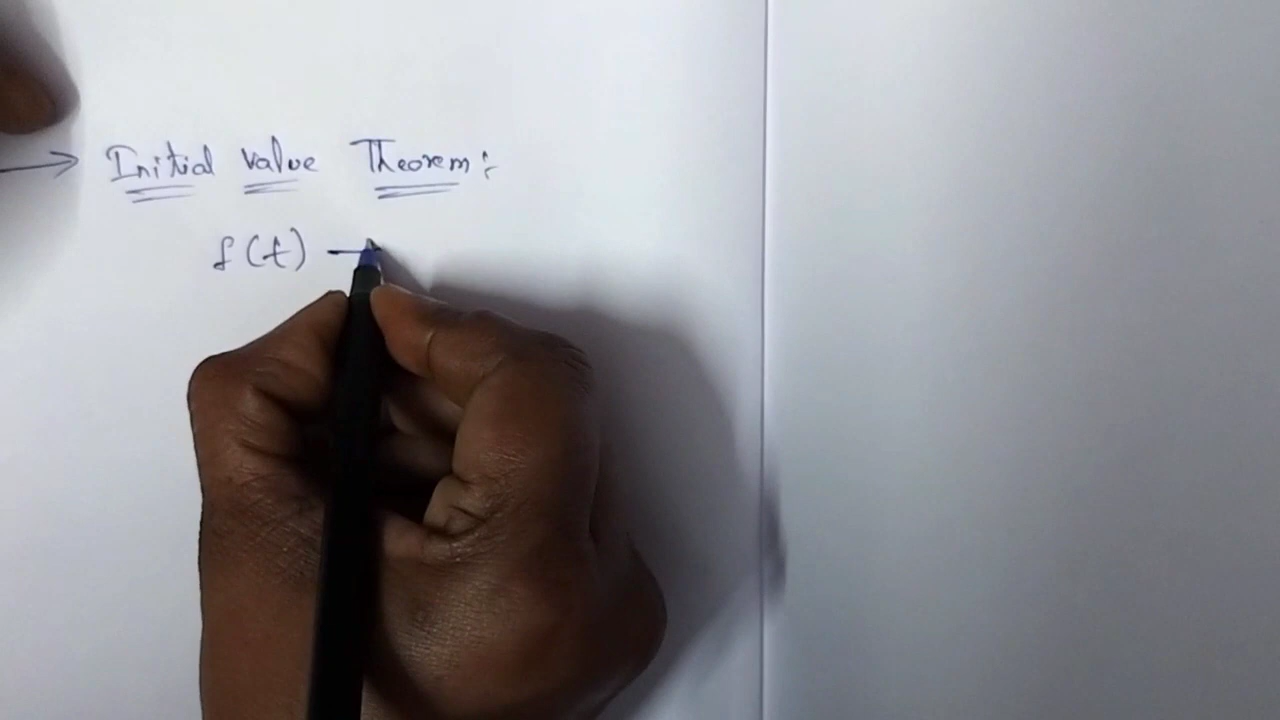 → Initial value Theorem :-
f(t) —